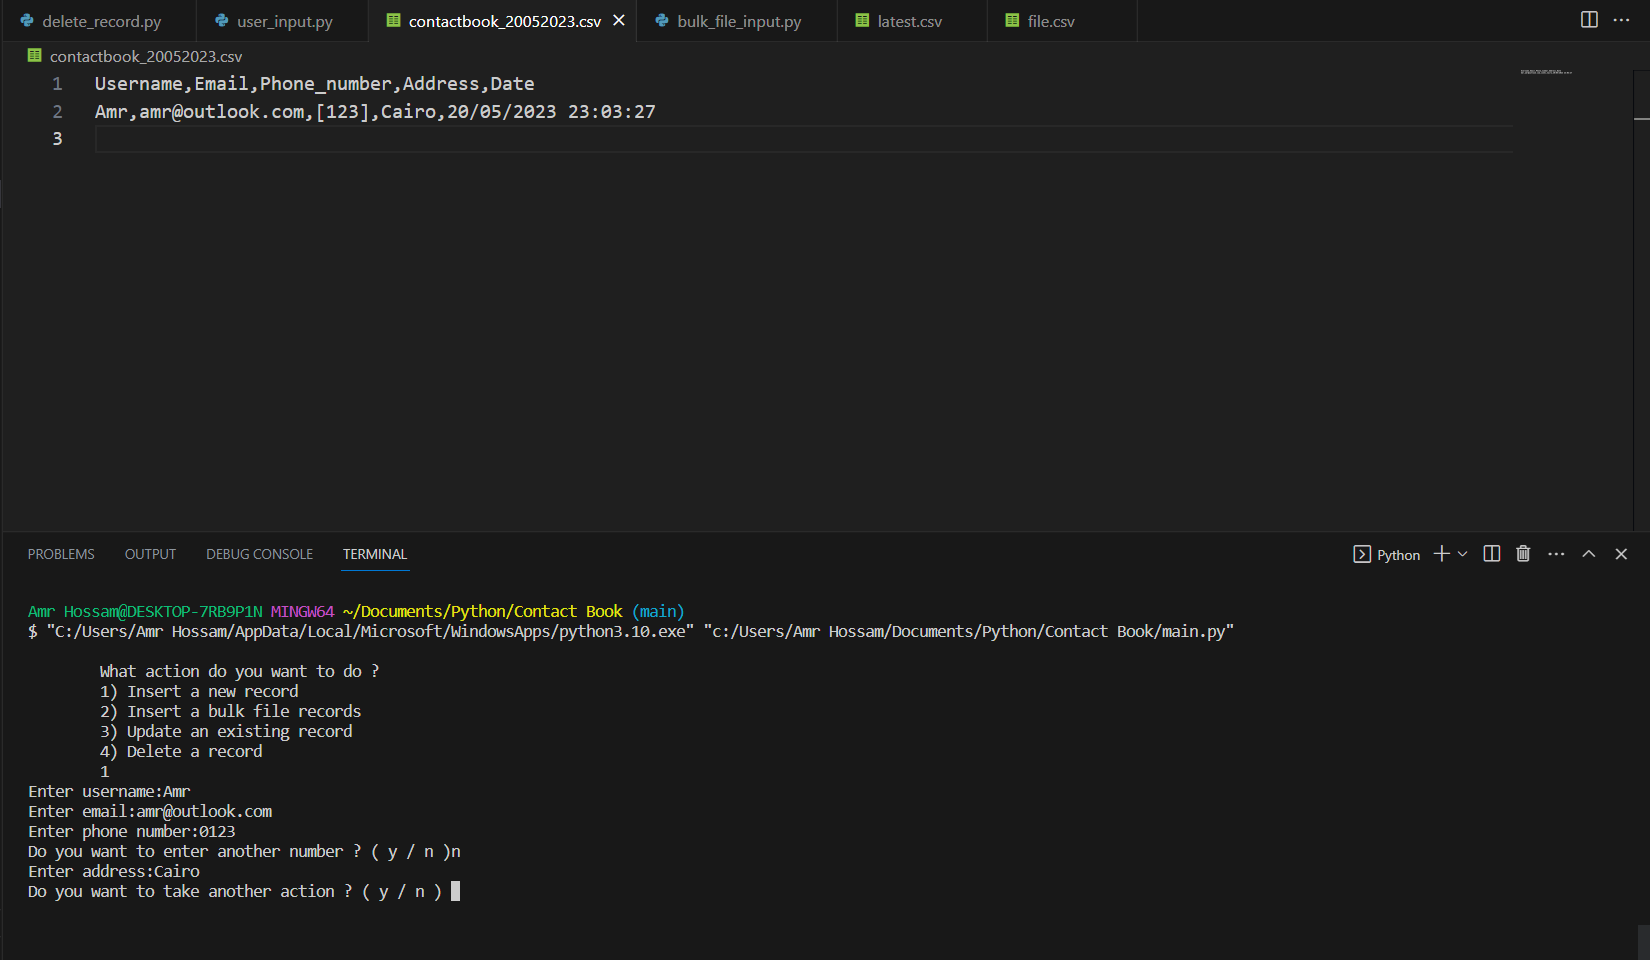 delete_record.py user_input.py contactbook_20052023.csv bulk_file_input.py latest.csv file.csv
contactbook_20052023.csv
1 Username,Email,Phone_number,Address,Date
2 Amr,amr@outlook.com,[123],Cairo,20/05/2023 23:03:27
3
PROBLEMS OUTPUT DEBUG CONSOLE TERMINAL Python
Amr Hossam@DESKTOP-7RB9P1N MINGW64 ~/Documents/Python/Contact Book (main)
$ "C:/Users/Amr Hossam/AppData/Local/Microsoft/WindowsApps/python3.10.exe" "c:/Users/Amr Hossam/Documents/Python/Contact Book/main.py"
What action do you want to do ?
1) Insert a new record
2) Insert a bulk file records
3) Update an existing record
4) Delete a record
1
Enter username:Amr
Enter email:amr@outlook.com
Enter phone number:0123
Do you want to enter another number ? ( y / n )n
Enter address:Cairo
Do you want to take another action ? ( y / n )